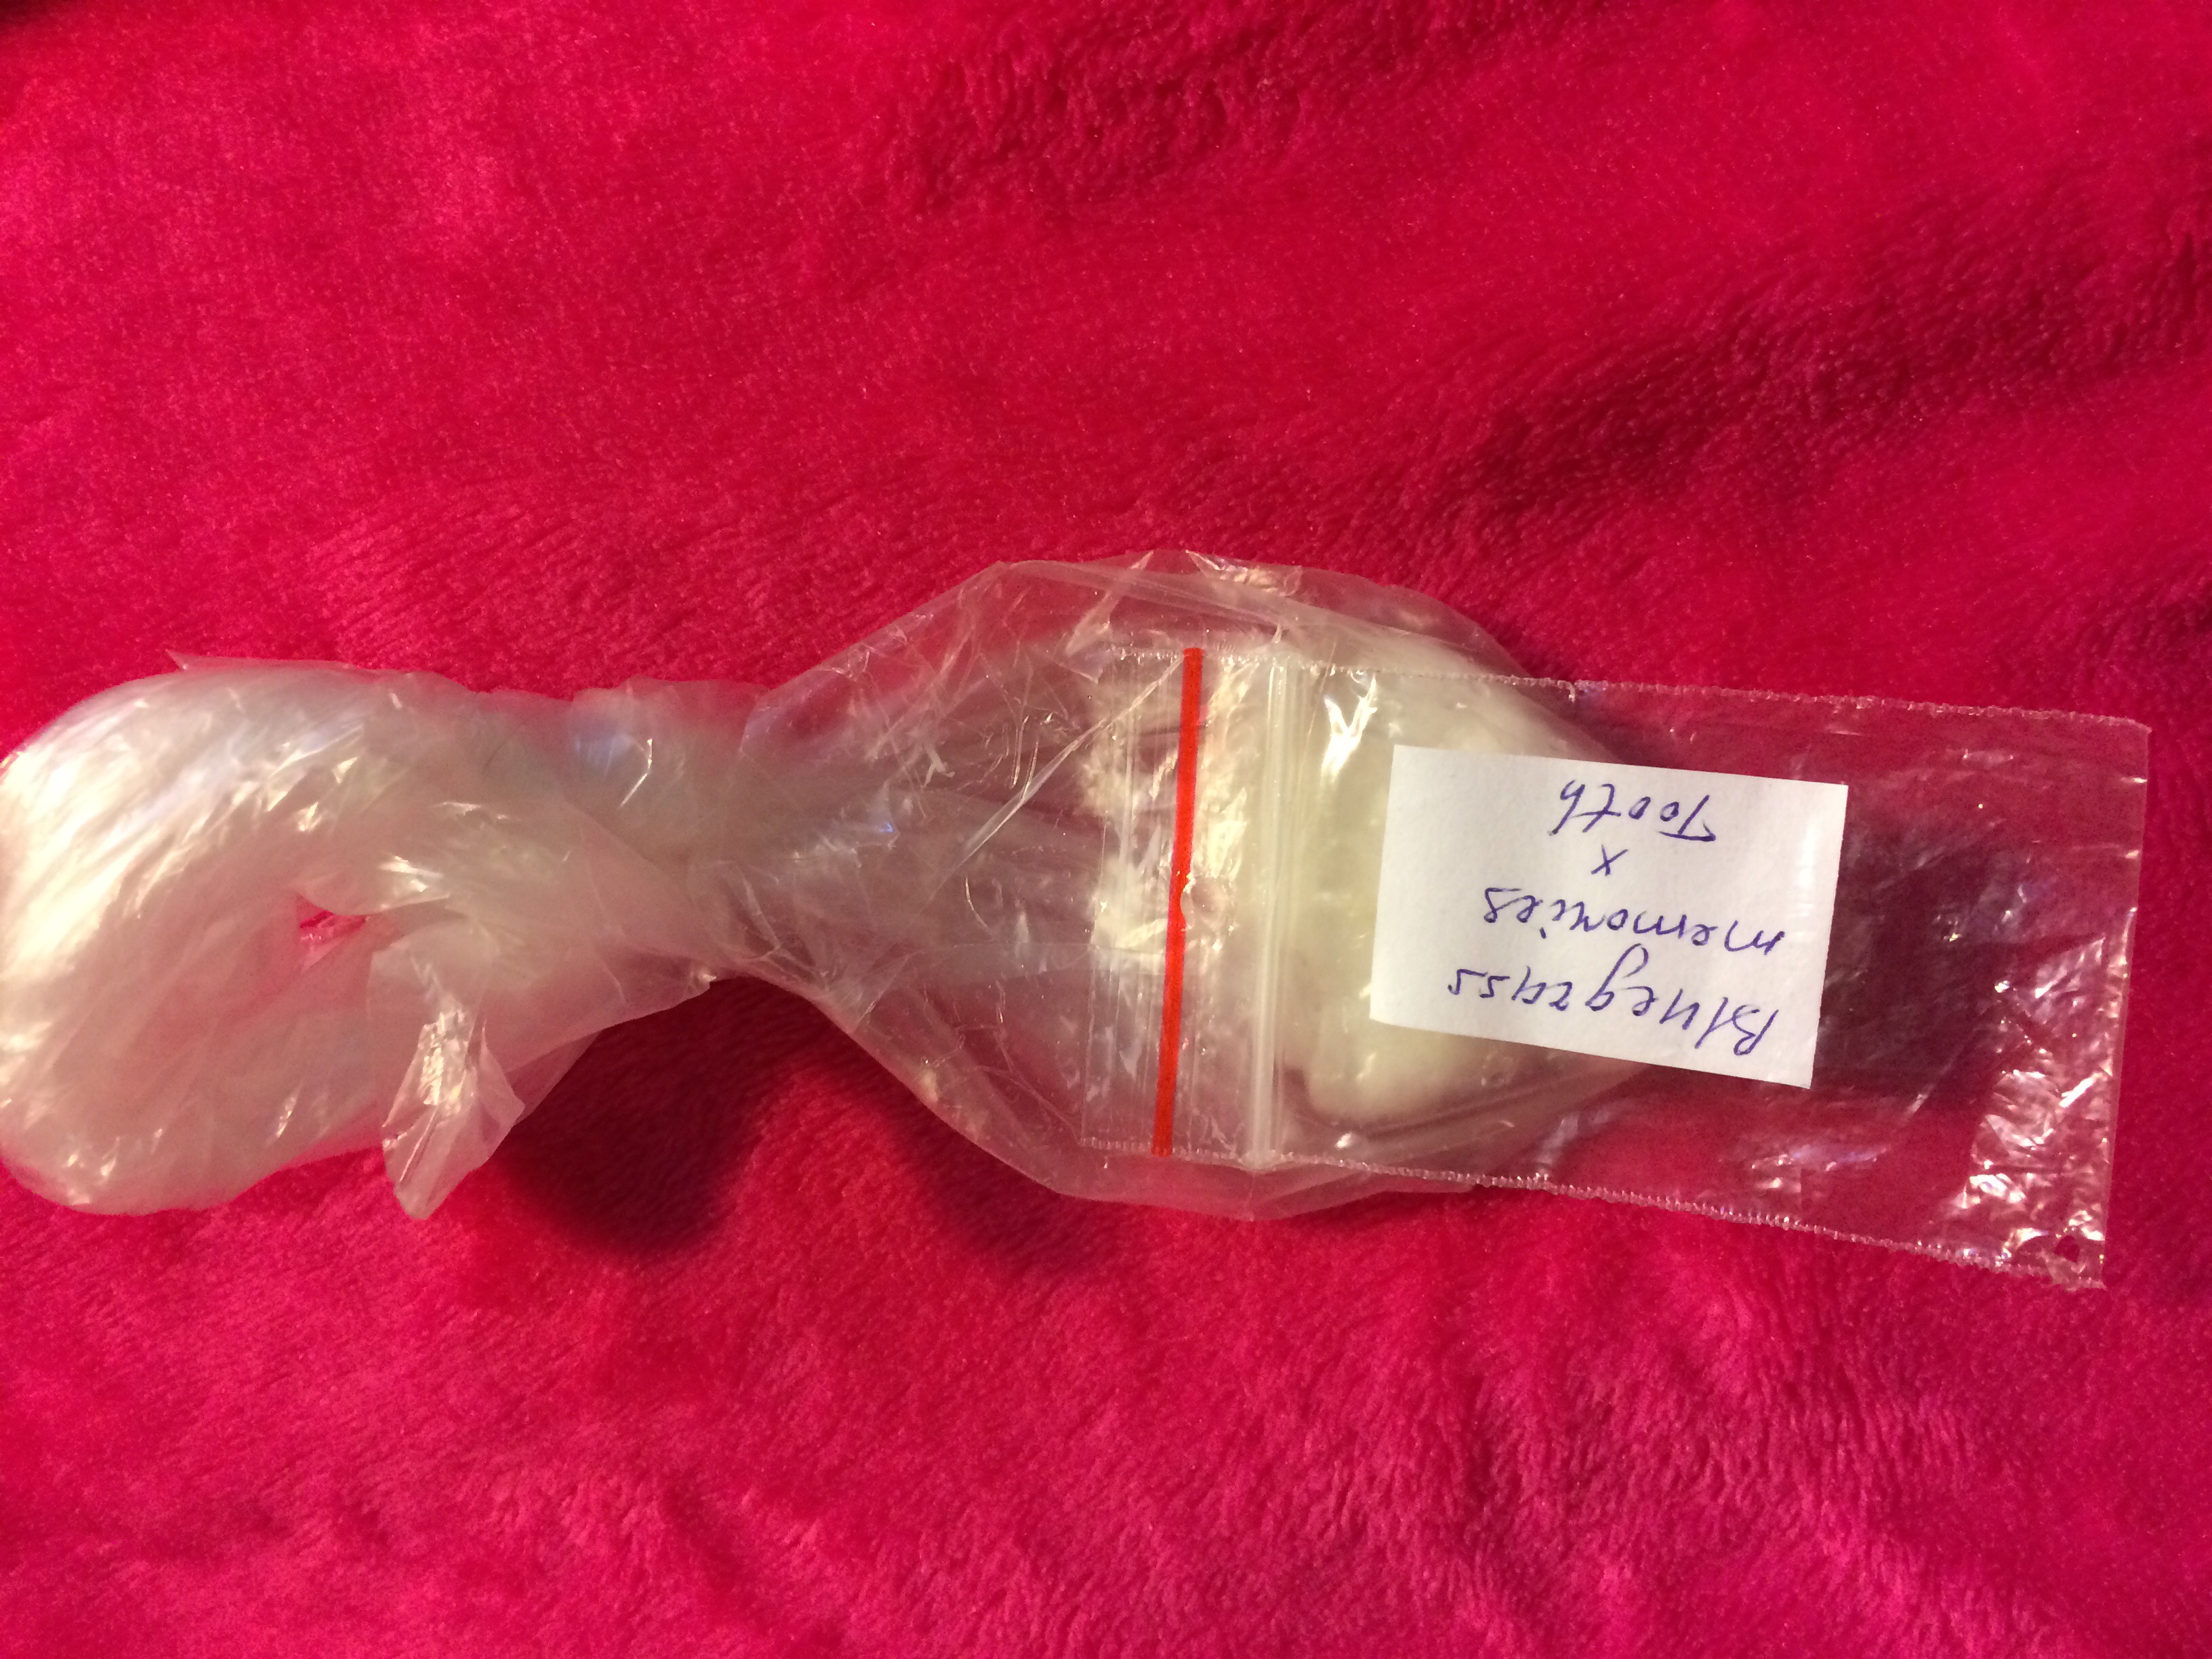 Bluegrass
memories
x
Tooth